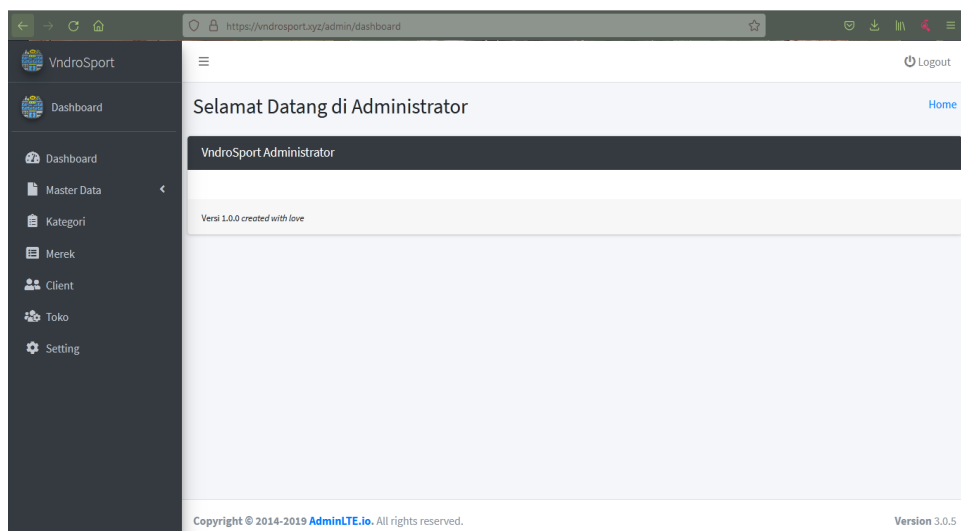 https://vndrosport.xyz/admin/dashboard
VndroSport
Logout
Dashboard
Selamat Datang di Administrator
Home
VndroSport Administrator
Dashboard
Master Data
Kategori
Versi 1.0.0 created with love
Merek
Client
Toko
Setting
Copyright © 2014-2019 AdminLTE.io. All rights reserved.
Version 3.0.5